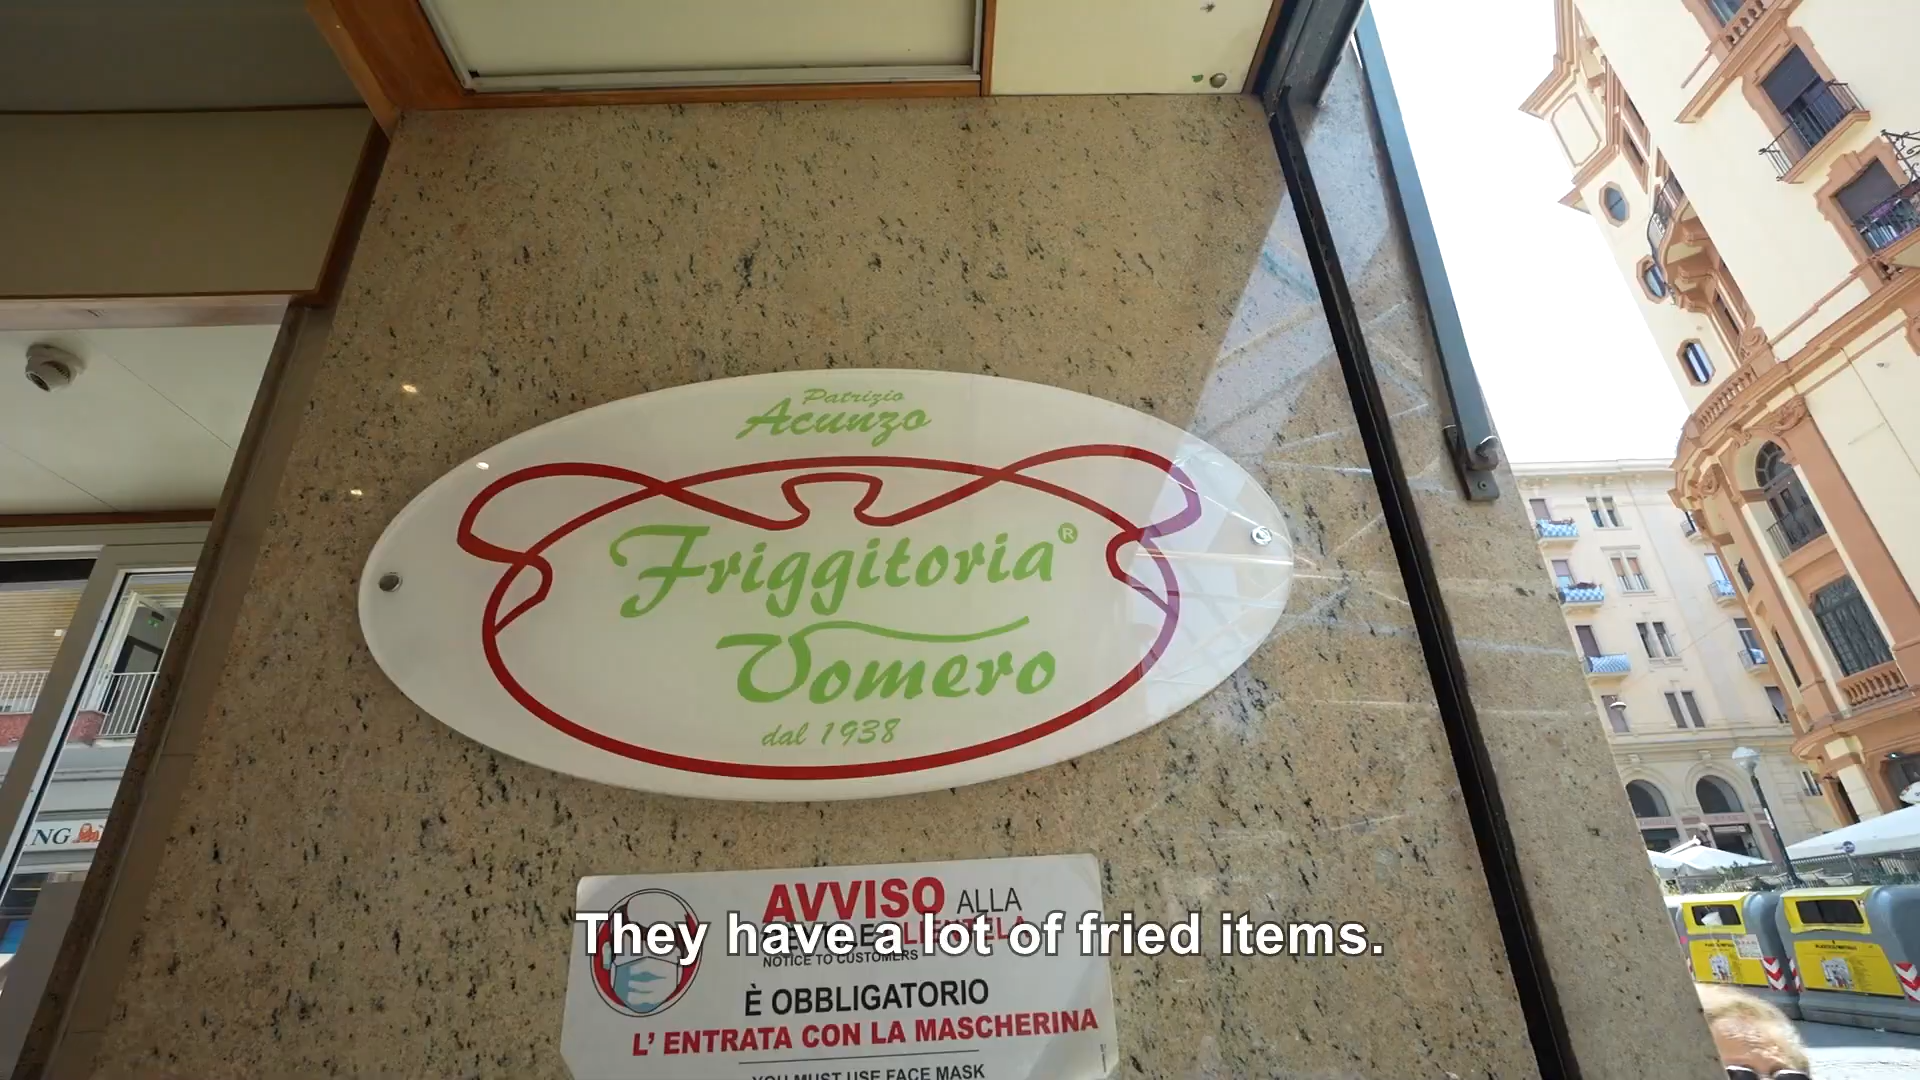 Patrizio
Acunzo
Friggitoria®
Vomero
dal 1938
NG
AVVISO ALLA
They have a lot of fried items.
NOTICE TO CUSTOMERS
È OBBLIGATORIO
L' ENTRATA CON LA MASCHERINA
YOU MUST USE FACE MASK